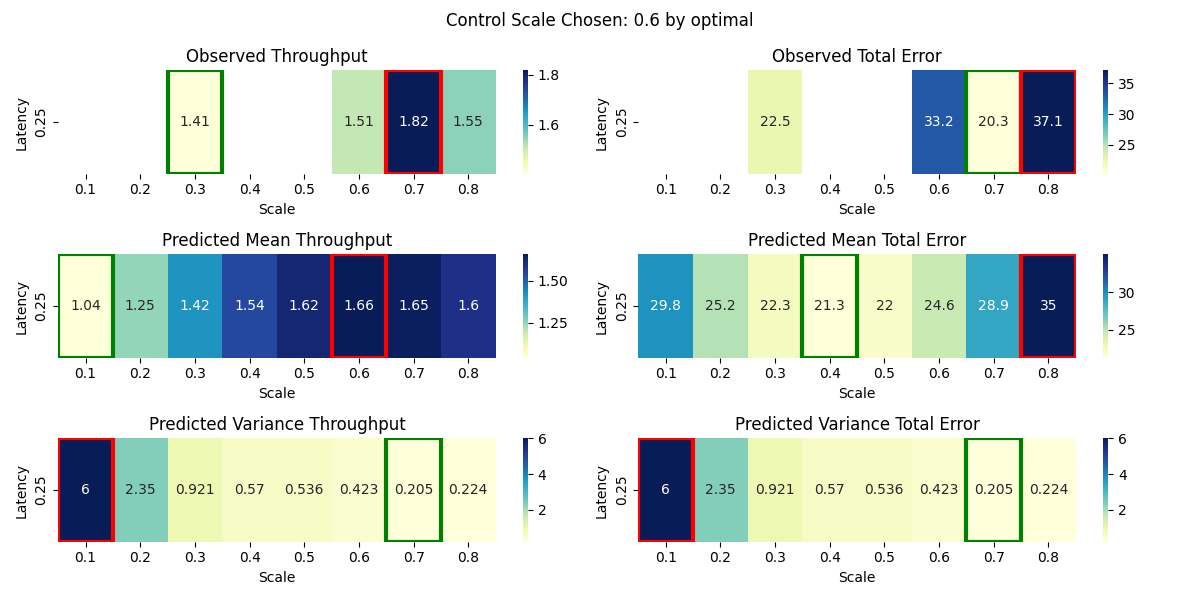 Control Scale Chosen: 0.6 by optimal
Observed Throughput
Latency
0.25
1.41 1.51 1.82 1.55
0.1 0.2 0.3 0.4 0.5 0.6 0.7 0.8
Scale
1.8
1.6
Observed Total Error
Latency
0.25
22.5 33.2 20.3 37.1
0.1 0.2 0.3 0.4 0.5 0.6 0.7 0.8
Scale
35
30
25
Predicted Mean Throughput
Latency
0.25
1.04 1.25 1.42 1.54 1.62 1.66 1.65 1.6
0.1 0.2 0.3 0.4 0.5 0.6 0.7 0.8
Scale
1.50
1.25
Predicted Mean Total Error
Latency
0.25
29.8 25.2 22.3 21.3 22 24.6 28.9 35
0.1 0.2 0.3 0.4 0.5 0.6 0.7 0.8
Scale
30
25
Predicted Variance Throughput
Latency
0.25
6 2.35 0.921 0.57 0.536 0.423 0.205 0.224
0.1 0.2 0.3 0.4 0.5 0.6 0.7 0.8
Scale
6
4
2
Predicted Variance Total Error
Latency
0.25
6 2.35 0.921 0.57 0.536 0.423 0.205 0.224
0.1 0.2 0.3 0.4 0.5 0.6 0.7 0.8
Scale
6
4
2